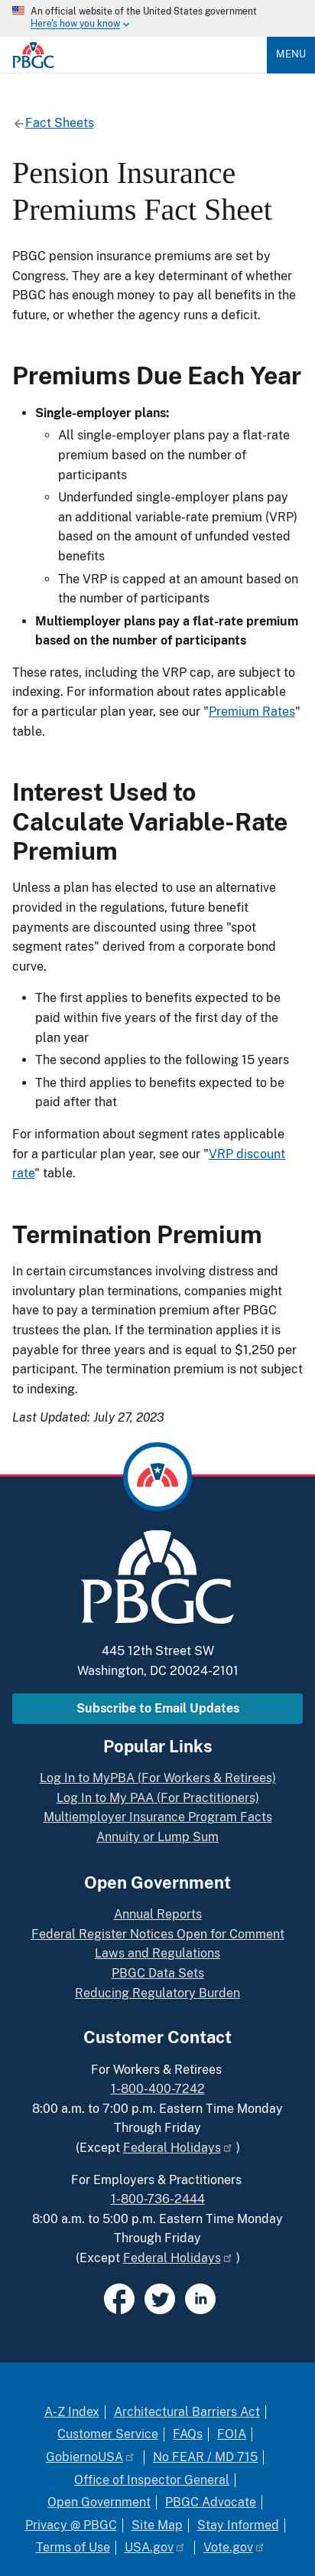 An official website of the United States government
Here's how you know
PBGC
MENU
Fact Sheets
Pension Insurance
Premiums Fact Sheet
PBGC pension insurance premiums are set by
Congress. They are a key determinant of whether
PBGC has enough money to pay all benefits in the
future, or whether the agency runs a deficit.
Premiums Due Each Year
• Single-employer plans:
◦ All single-employer plans pay a flat-rate
premium based on the number of
participants
◦ Underfunded single-employer plans pay
an additional variable-rate premium (VRP)
based on the amount of unfunded vested
benefits
◦ The VRP is capped at an amount based on
the number of participants
• Multiemployer plans pay a flat-rate premium
based on the number of participants
These rates, including the VRP cap, are subject to
indexing. For information about rates applicable
for a particular plan year, see our "Premium Rates"
table.
Interest Used to
Calculate Variable-Rate
Premium
Unless a plan has elected to use an alternative
provided in the regulations, future benefit
payments are discounted using three "spot
segment rates" derived from a corporate bond
curve.
• The first applies to benefits expected to be
paid within five years of the first day of the
plan year
• The second applies to the following 15 years
• The third applies to benefits expected to be
paid after that
For information about segment rates applicable
for a particular plan year, see our "VRP discount
rate" table.
Termination Premium
In certain circumstances involving distress and
involuntary plan terminations, companies might
have to pay a termination premium after PBGC
trustees the plan. If the termination applies it is
payable for three years and is equal to $1,250 per
participant. The termination premium is not subject
to indexing.
Last Updated: July 27, 2023
PBGC
445 12th Street SW
Washington, DC 20024-2101
Subscribe to Email Updates
Popular Links
Log In to MyPBA (For Workers & Retirees)
Log In to My PAA (For Practitioners)
Multiemployer Insurance Program Facts
Annuity or Lump Sum
Open Government
Annual Reports
Federal Register Notices Open for Comment
Laws and Regulations
PBGC Data Sets
Reducing Regulatory Burden
Customer Contact
For Workers & Retirees
1-800-400-7242
8:00 a.m. to 7:00 p.m. Eastern Time Monday
Through Friday
(Except Federal Holidays )
For Employers & Practitioners
1-800-736-2444
8:00 a.m. to 5:00 p.m. Eastern Time Monday
Through Friday
(Except Federal Holidays )
in
A-Z Index | Architectural Barriers Act |
Customer Service | FAQs | FOIA |
GobiernoUSA | No FEAR / MD 715 |
Office of Inspector General |
Open Government | PBGC Advocate |
Privacy @ PBGC | Site Map | Stay Informed |
Terms of Use | USA.gov | Vote.gov